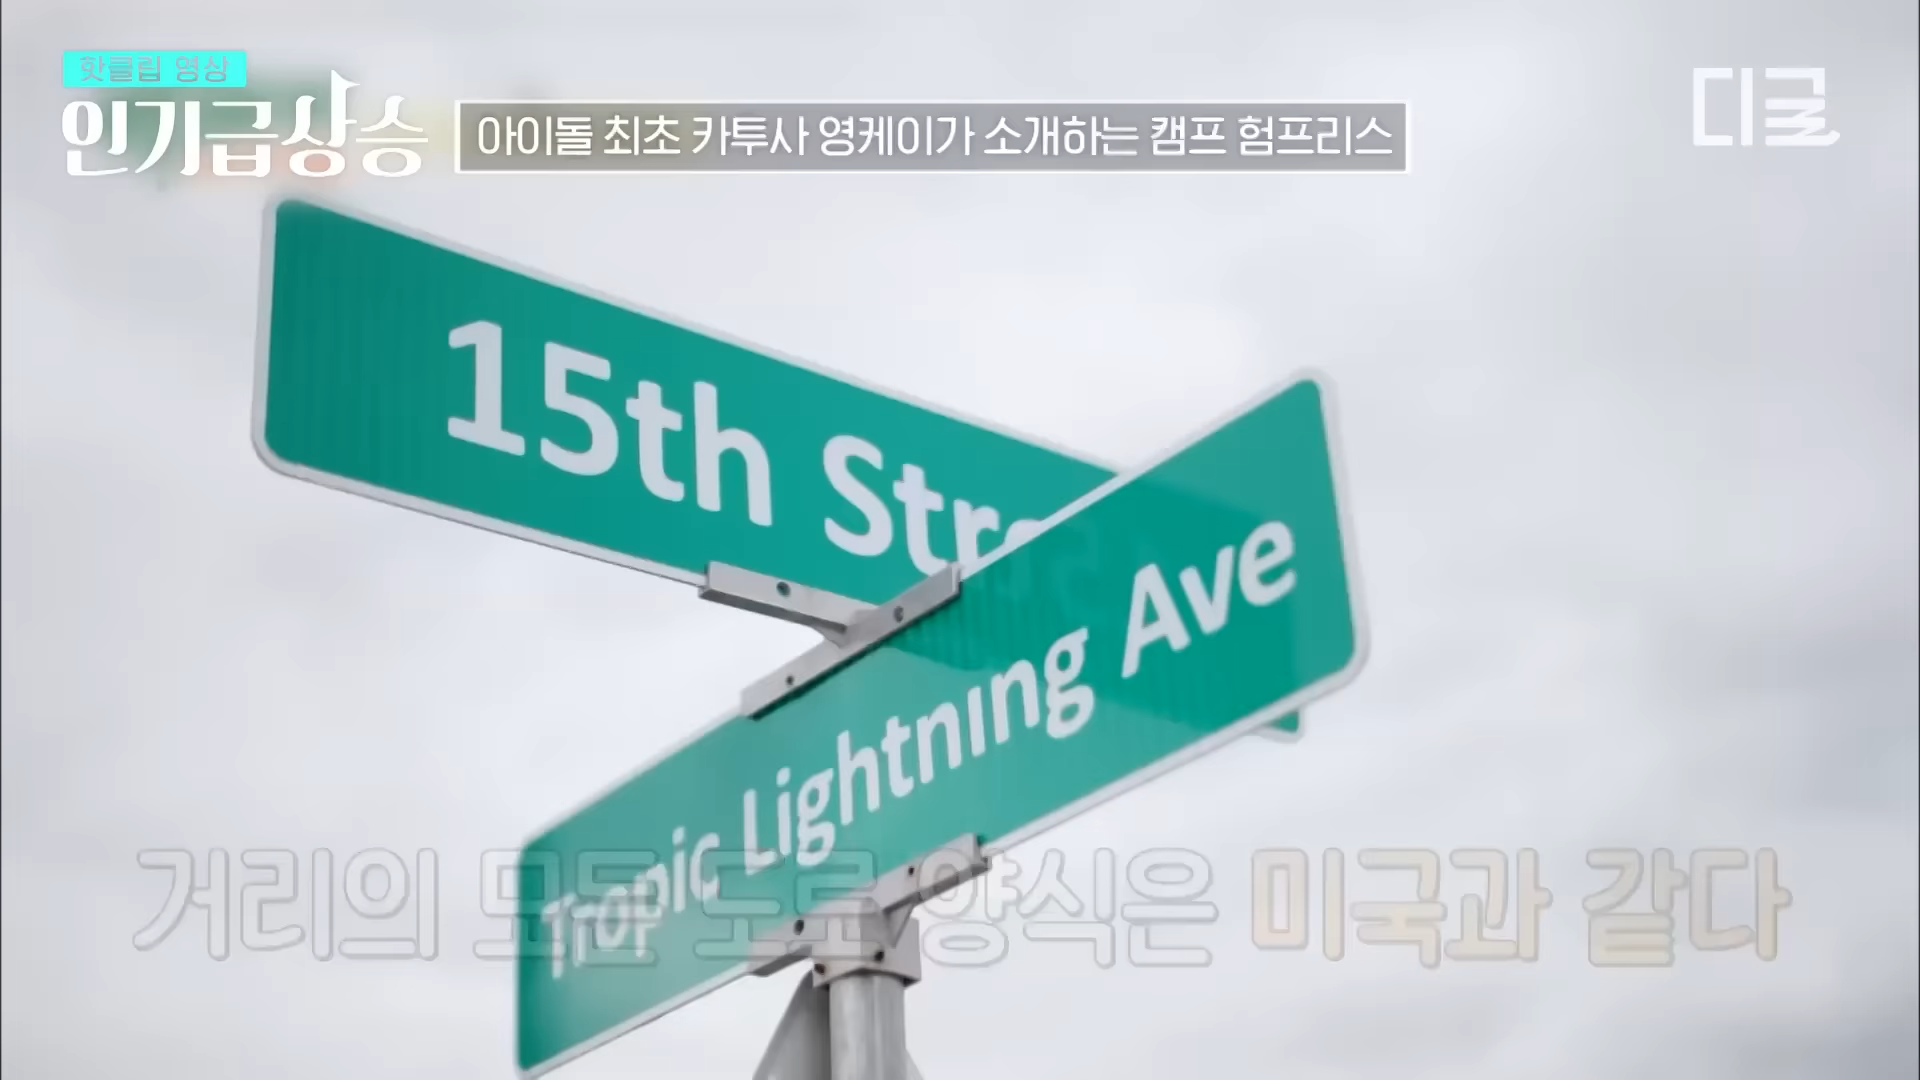 핫클립 영상
인기급상승
아이돌 최초 카투사 영케이가 소개하는 캠프 험프리스
디글
15th Stre
Tropic Lightning Ave
거리의 모든 도로 양식은 미국과 같다